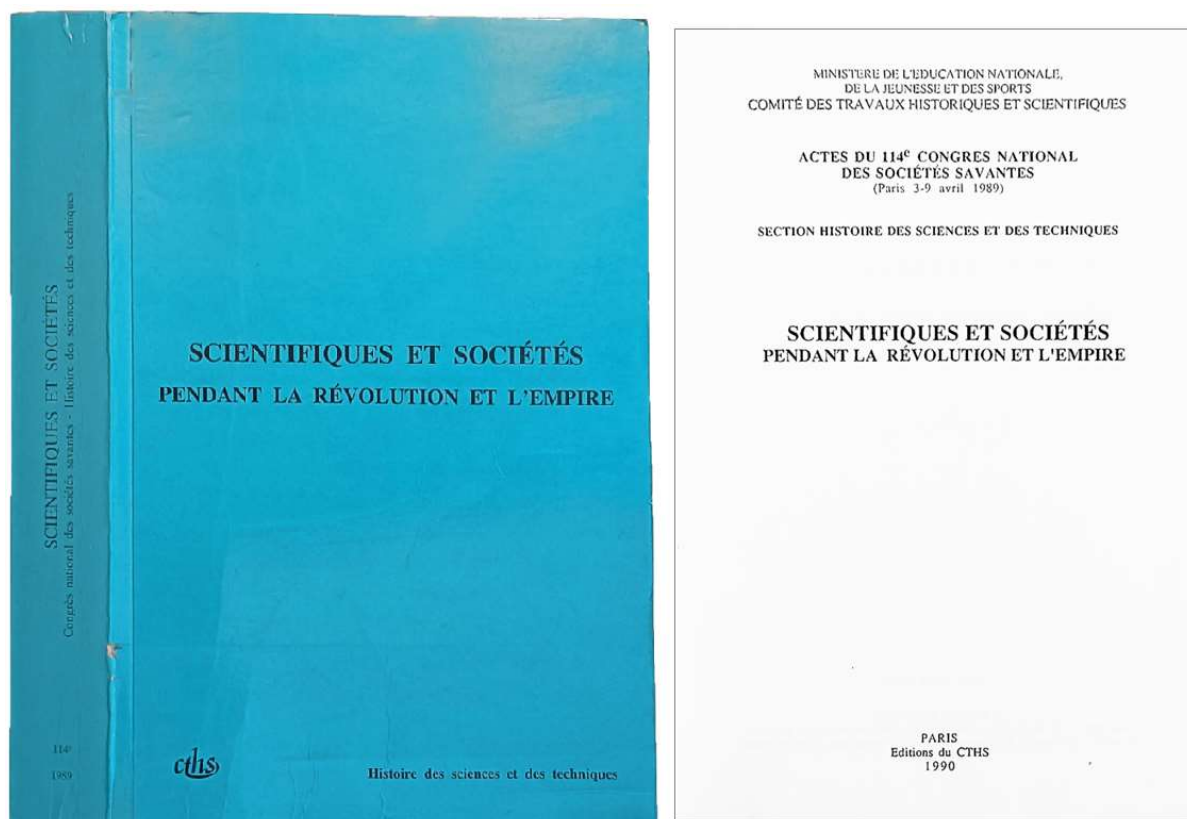 SCIENTIFIQUES ET SOCIÉTÉS
Congrès national des sociétés savantes - Histoire des sciences et des techniques
114e
1989
SCIENTIFIQUES ET SOCIÉTÉS
PENDANT LA RÉVOLUTION ET L'EMPIRE
cths
Histoire des sciences et des techniques
MINISTERE DE L'EDUCATION NATIONALE,
DE LA JEUNESSE ET DES SPORTS
COMITÉ DES TRAVAUX HISTORIQUES ET SCIENTIFIQUES
ACTES DU 114e CONGRES NATIONAL
DES SOCIÉTÉS SAVANTES
(Paris 3-9 avril 1989)
SECTION HISTOIRE DES SCIENCES ET DES TECHNIQUES
SCIENTIFIQUES ET SOCIÉTÉS
PENDANT LA RÉVOLUTION ET L'EMPIRE
PARIS
Editions du CTHS
1990